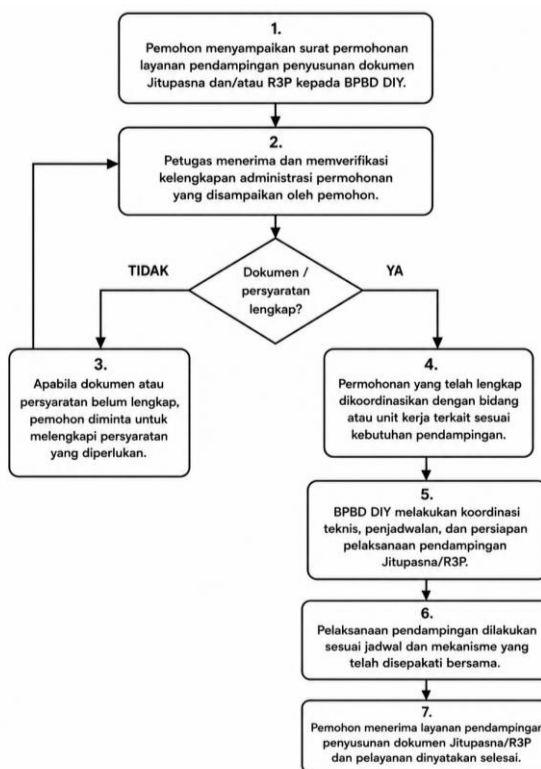 1.
Pemohon menyampaikan surat permohonan
layanan pendampingan penyusunan dokumen
Jitupasna dan/atau R3P kepada BPBD DIY.
2.
Petugas menerima dan memverifikasi
kelengkapan administrasi permohonan
yang disampaikan oleh pemohon.
TIDAK
Dokumen /
persyaratan
lengkap?
YA
3.
Apabila dokumen atau
persyaratan belum lengkap,
pemohon diminta untuk
melengkapi persyaratan
yang diperlukan.
4.
Permohonan yang telah lengkap
dikoordinasikan dengan bidang
atau unit kerja terkait sesuai
kebutuhan pendampingan.
5.
BPBD DIY melakukan koordinasi
teknis, penjadwalan, dan persiapan
pelaksanaan pendampingan
Jitupasna/R3P.
6.
Pelaksanaan pendampingan dilakukan
sesuai jadwal dan mekanisme yang
telah disepakati bersama.
7.
Pemohon menerima layanan pendampingan
penyusunan dokumen Jitupasna/R3P
dan pelayanan dinyatakan selesai.